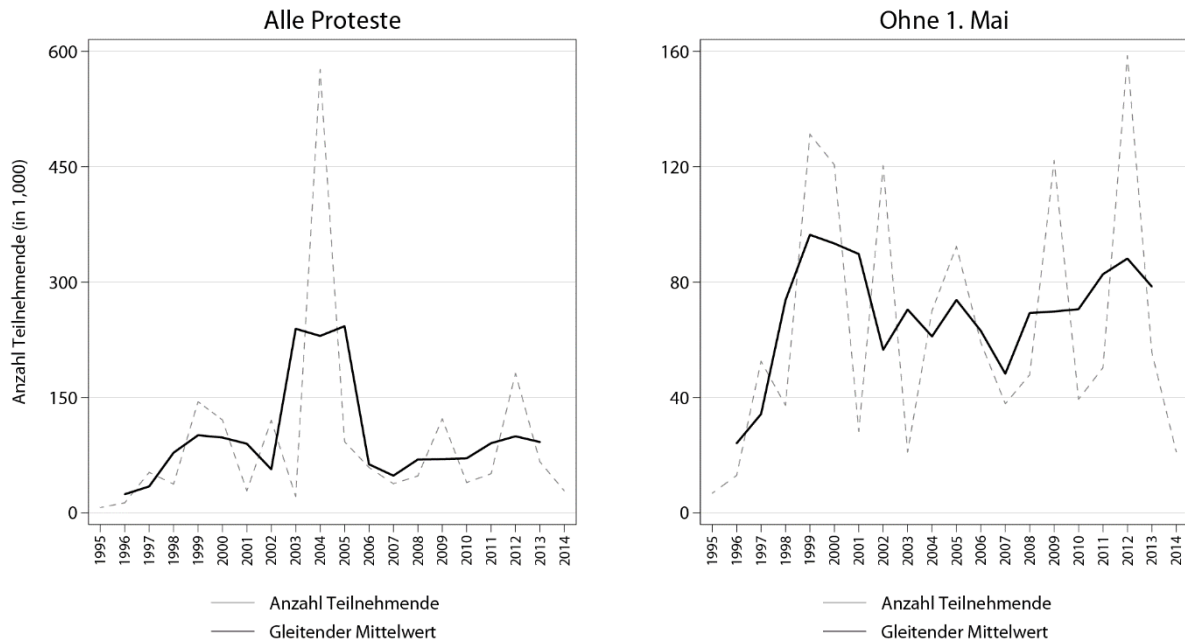 Alle Proteste
Anzahl Teilnehmende (in 1,000)
600
450
300
150
0
1995 1996 1997 1998 1999 2000 2001 2002 2003 2004 2005 2006 2007 2008 2009 2010 2011 2012 2013 2014
Anzahl Teilnehmende
Gleitender Mittelwert
Ohne 1. Mai
160
120
80
40
0
1995 1996 1997 1998 1999 2000 2001 2002 2003 2004 2005 2006 2007 2008 2009 2010 2011 2012 2013 2014
Anzahl Teilnehmende
Gleitender Mittelwert